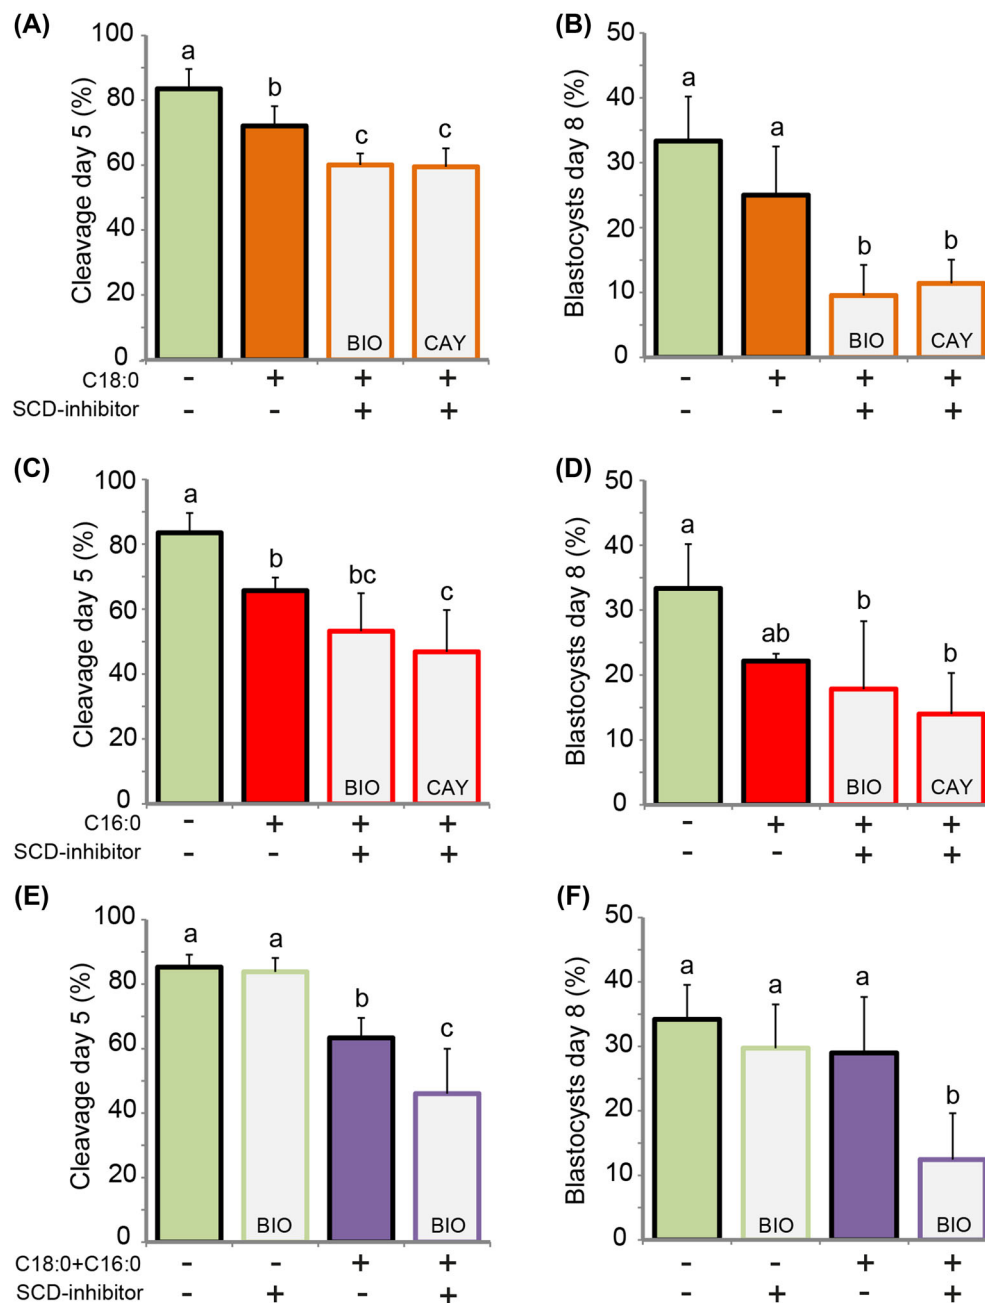 (A)
Cleavage day 5 (%)
100
80
60
40
20
0
a
b
c
c
BIO
CAY
C18:0
- + + +
SCD-inhibitor
- - + +
(B)
Blastocysts day 8 (%)
50
40
30
20
10
0
a
a
b
b
BIO
CAY
- + + +
- - + +
(C)
Cleavage day 5 (%)
100
80
60
40
20
0
a
b
bc
c
BIO
CAY
C16:0
- + + +
SCD-inhibitor
- - + +
(D)
Blastocysts day 8 (%)
50
40
30
20
10
0
a
ab
b
b
BIO
CAY
- + + +
- - + +
(E)
Cleavage day 5 (%)
100
80
60
40
20
0
a
a
b
c
BIO
BIO
C18:0+C16:0
- - + +
SCD-inhibitor
- + - +
(F)
Blastocysts day 8 (%)
50
40
30
20
10
0
a
a
a
b
BIO
BIO
- - + +
- + - +